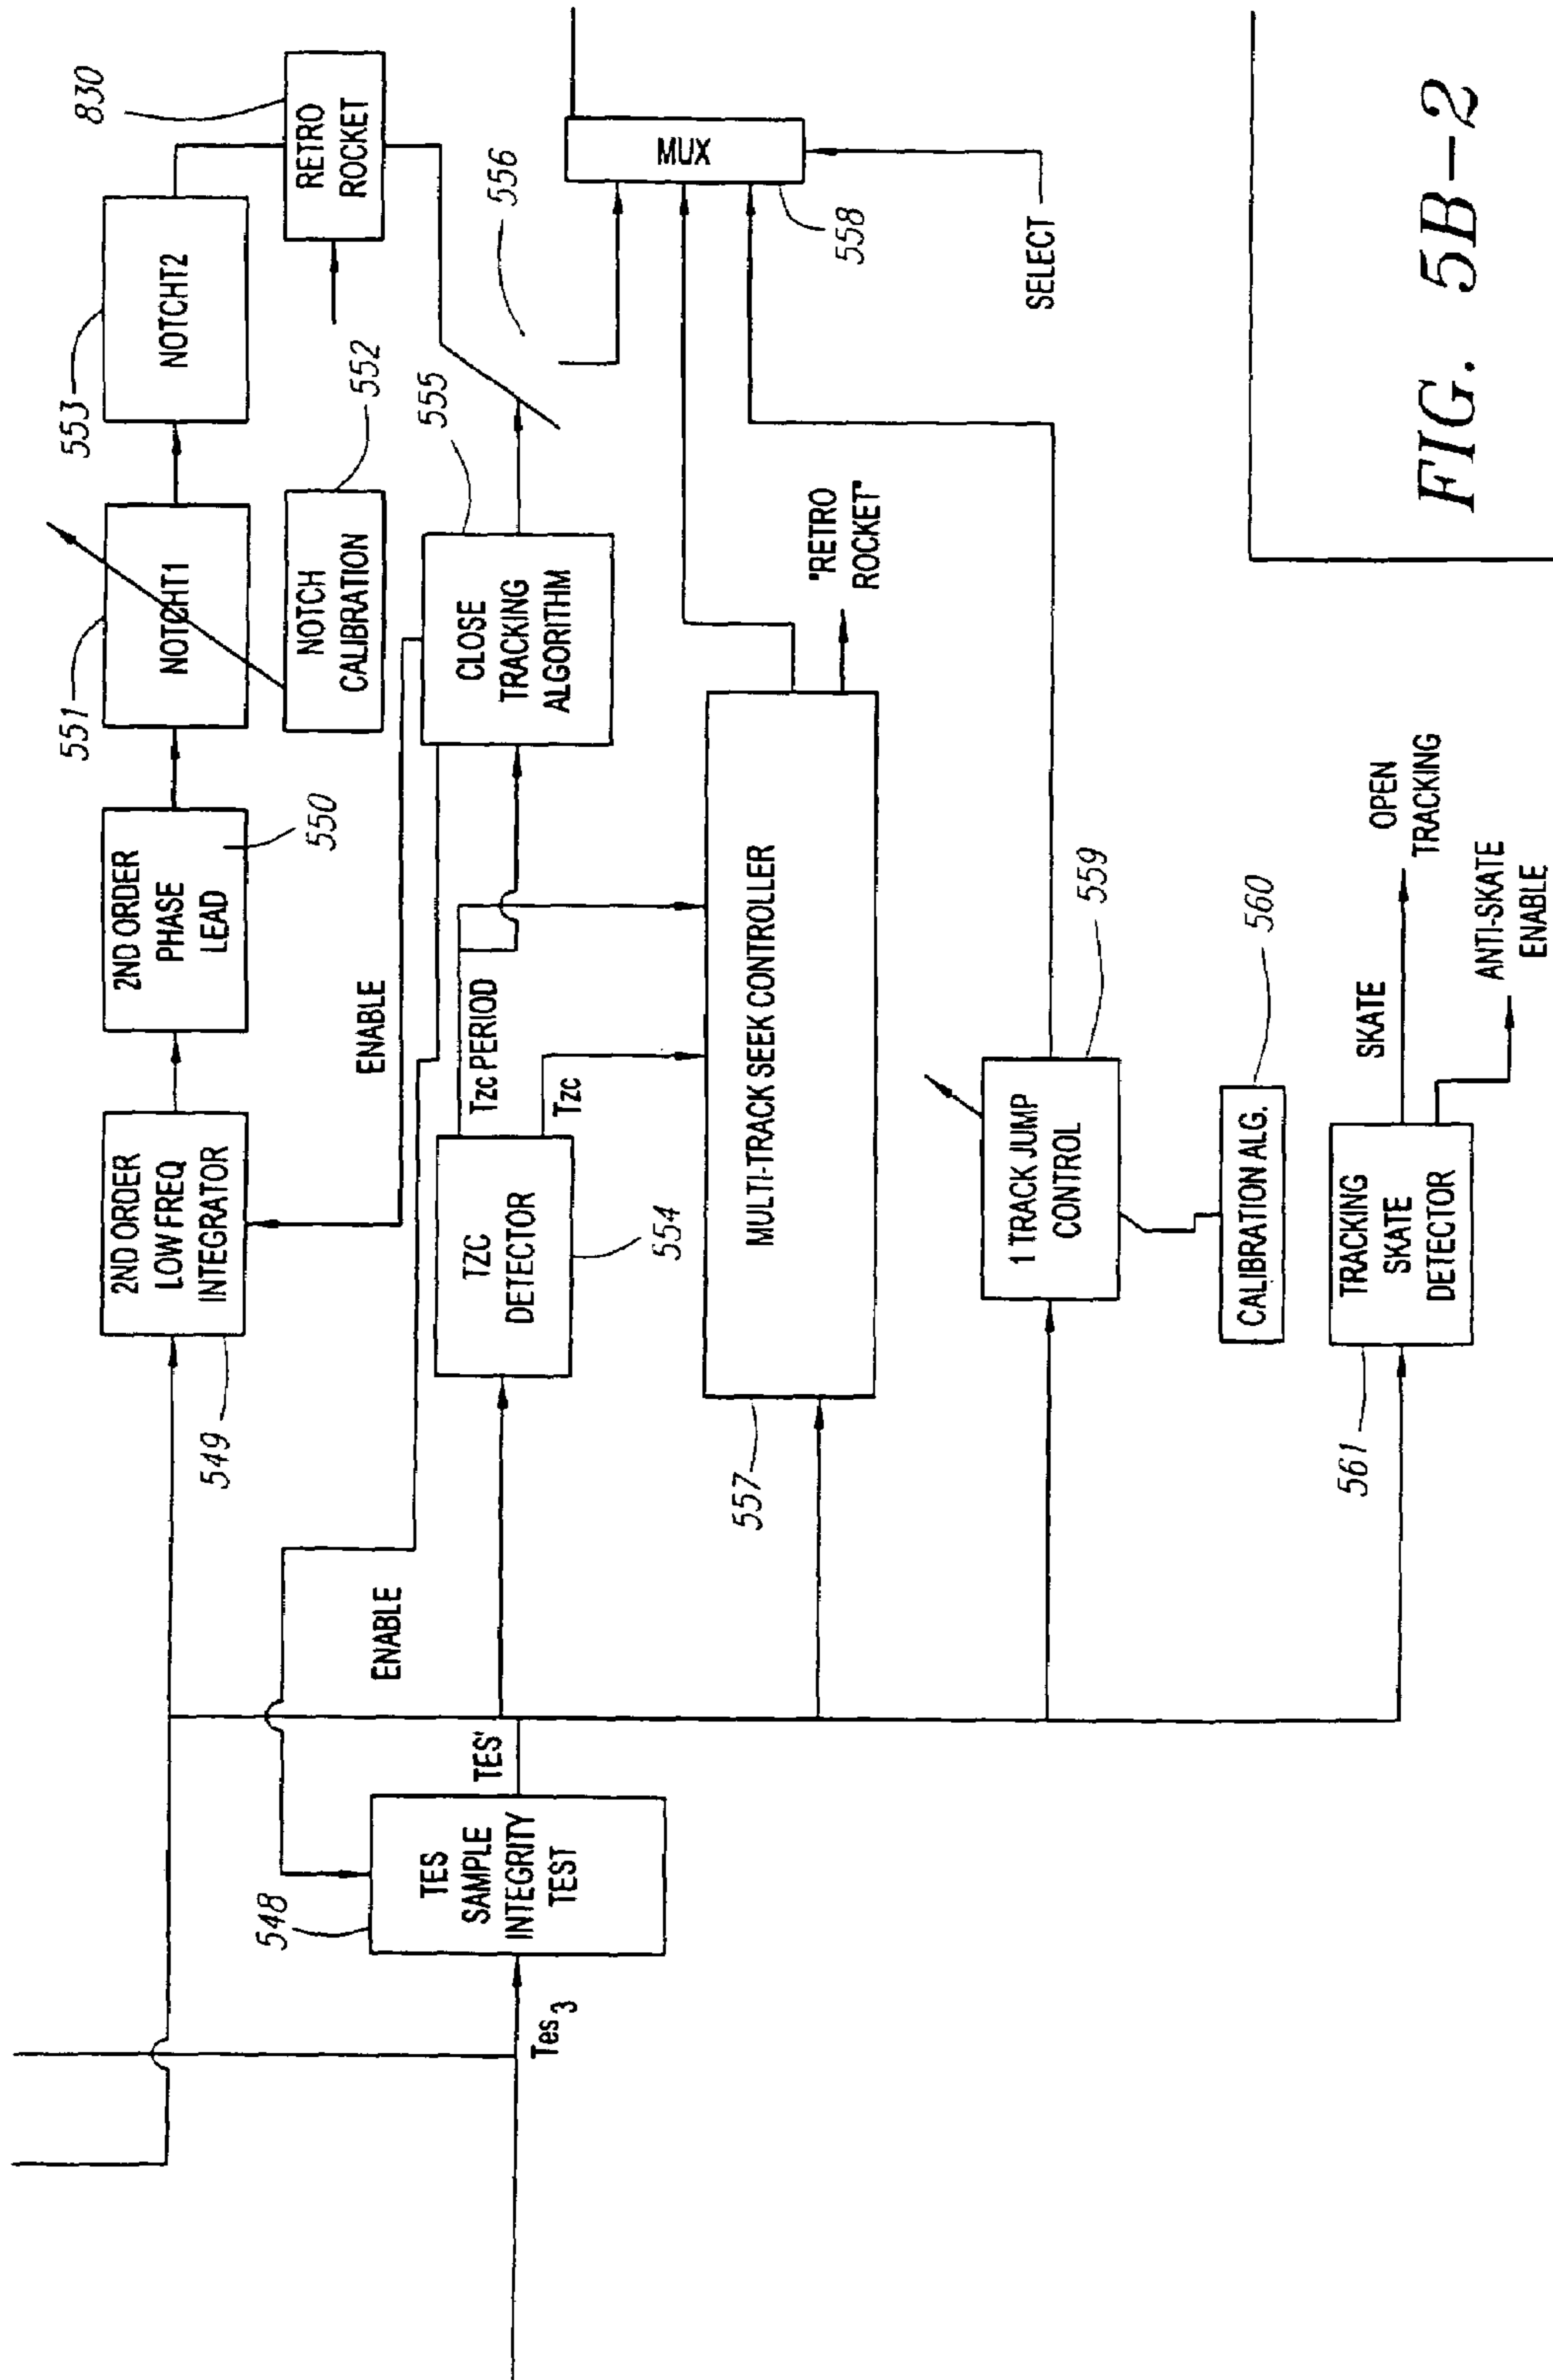 830
RETRO
ROCKET
553
NOTCHT2
556
MUX
558
551
NOTCHT1
552
NOTCH
CALIBRATION
555
CLOSE
TRACKING
ALGORITHM
"RETRO
ROCKET"
SELECT
2ND ORDER
PHASE
LEAD
550
ENABLE
TZC PERIOD
TZC
2ND ORDER
LOW FREQ
INTEGRATOR
549
TZC
DETECTOR
554
MULTI-TRACK SEEK CONTROLLER
557
1 TRACK JUMP
CONTROL
559
CALIBRATION ALG.
560
TRACKING
SKATE
DETECTOR
561
SKATE
OPEN
TRACKING
ANTI-SKATE
ENABLE
ENABLE
TES'
TES
SAMPLE
INTEGRITY
TEST
548
Tes3
FIG. 5B-2